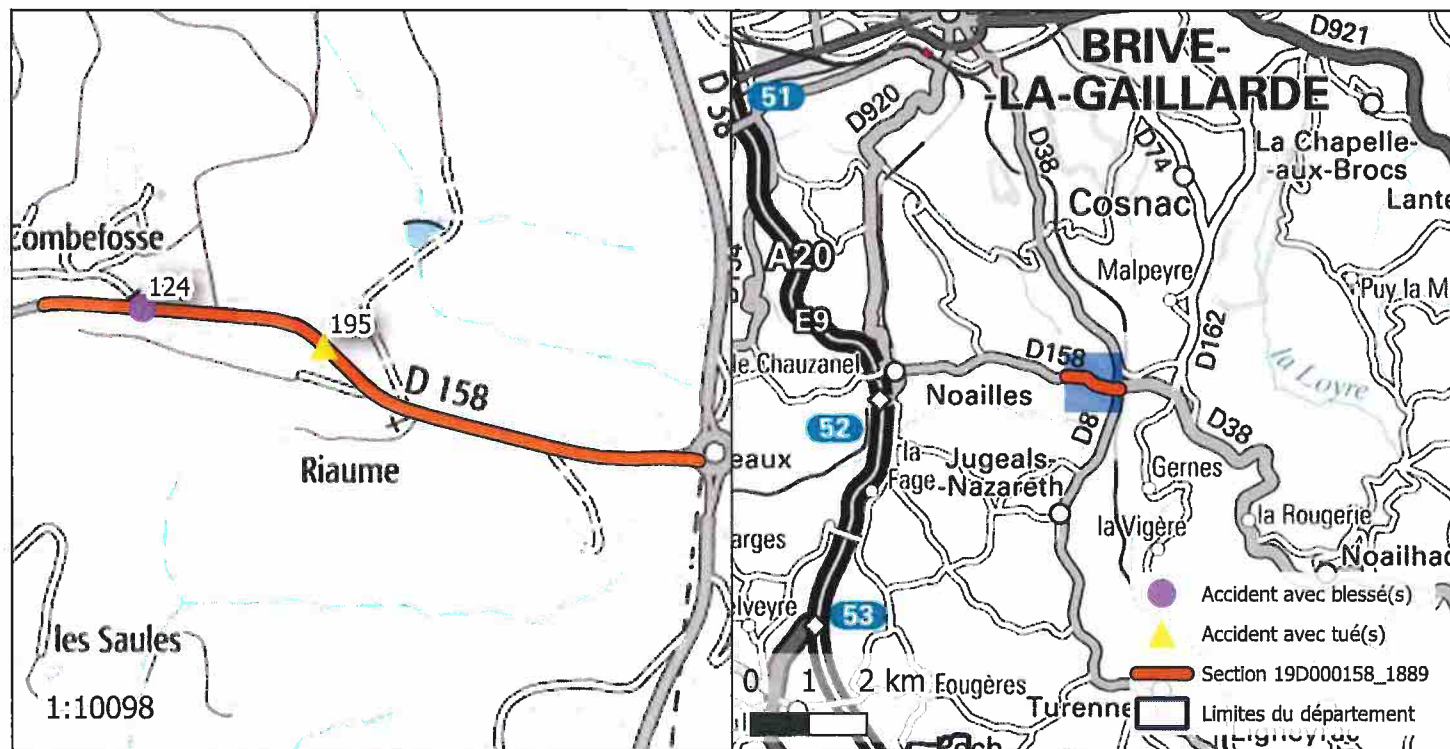 Combefosse
124
195
D 158
Riaume
les Saules
1:10098
D 58
51
D920
BRIVE-
-LA-GAILLARDE
D921
D38
D74
La Chapelle-
-aux-Brocs
Cosnac
Lante
A20
Malpeyre
Puy la M
E9
D162
le Chauzanel
D158
la Loyre
Noailles
52
D8
D38
eaux
la
Fage
Jugeals-
-Nazareth
Gernes
la Vigère
la Rougerie
arges
Noailhac
elveyre
53
Accident avec blessé(s)
Accident avec tué(s)
0 1 2 km
Fougères
Section 19D000158_1889
Turenne
Limites du département